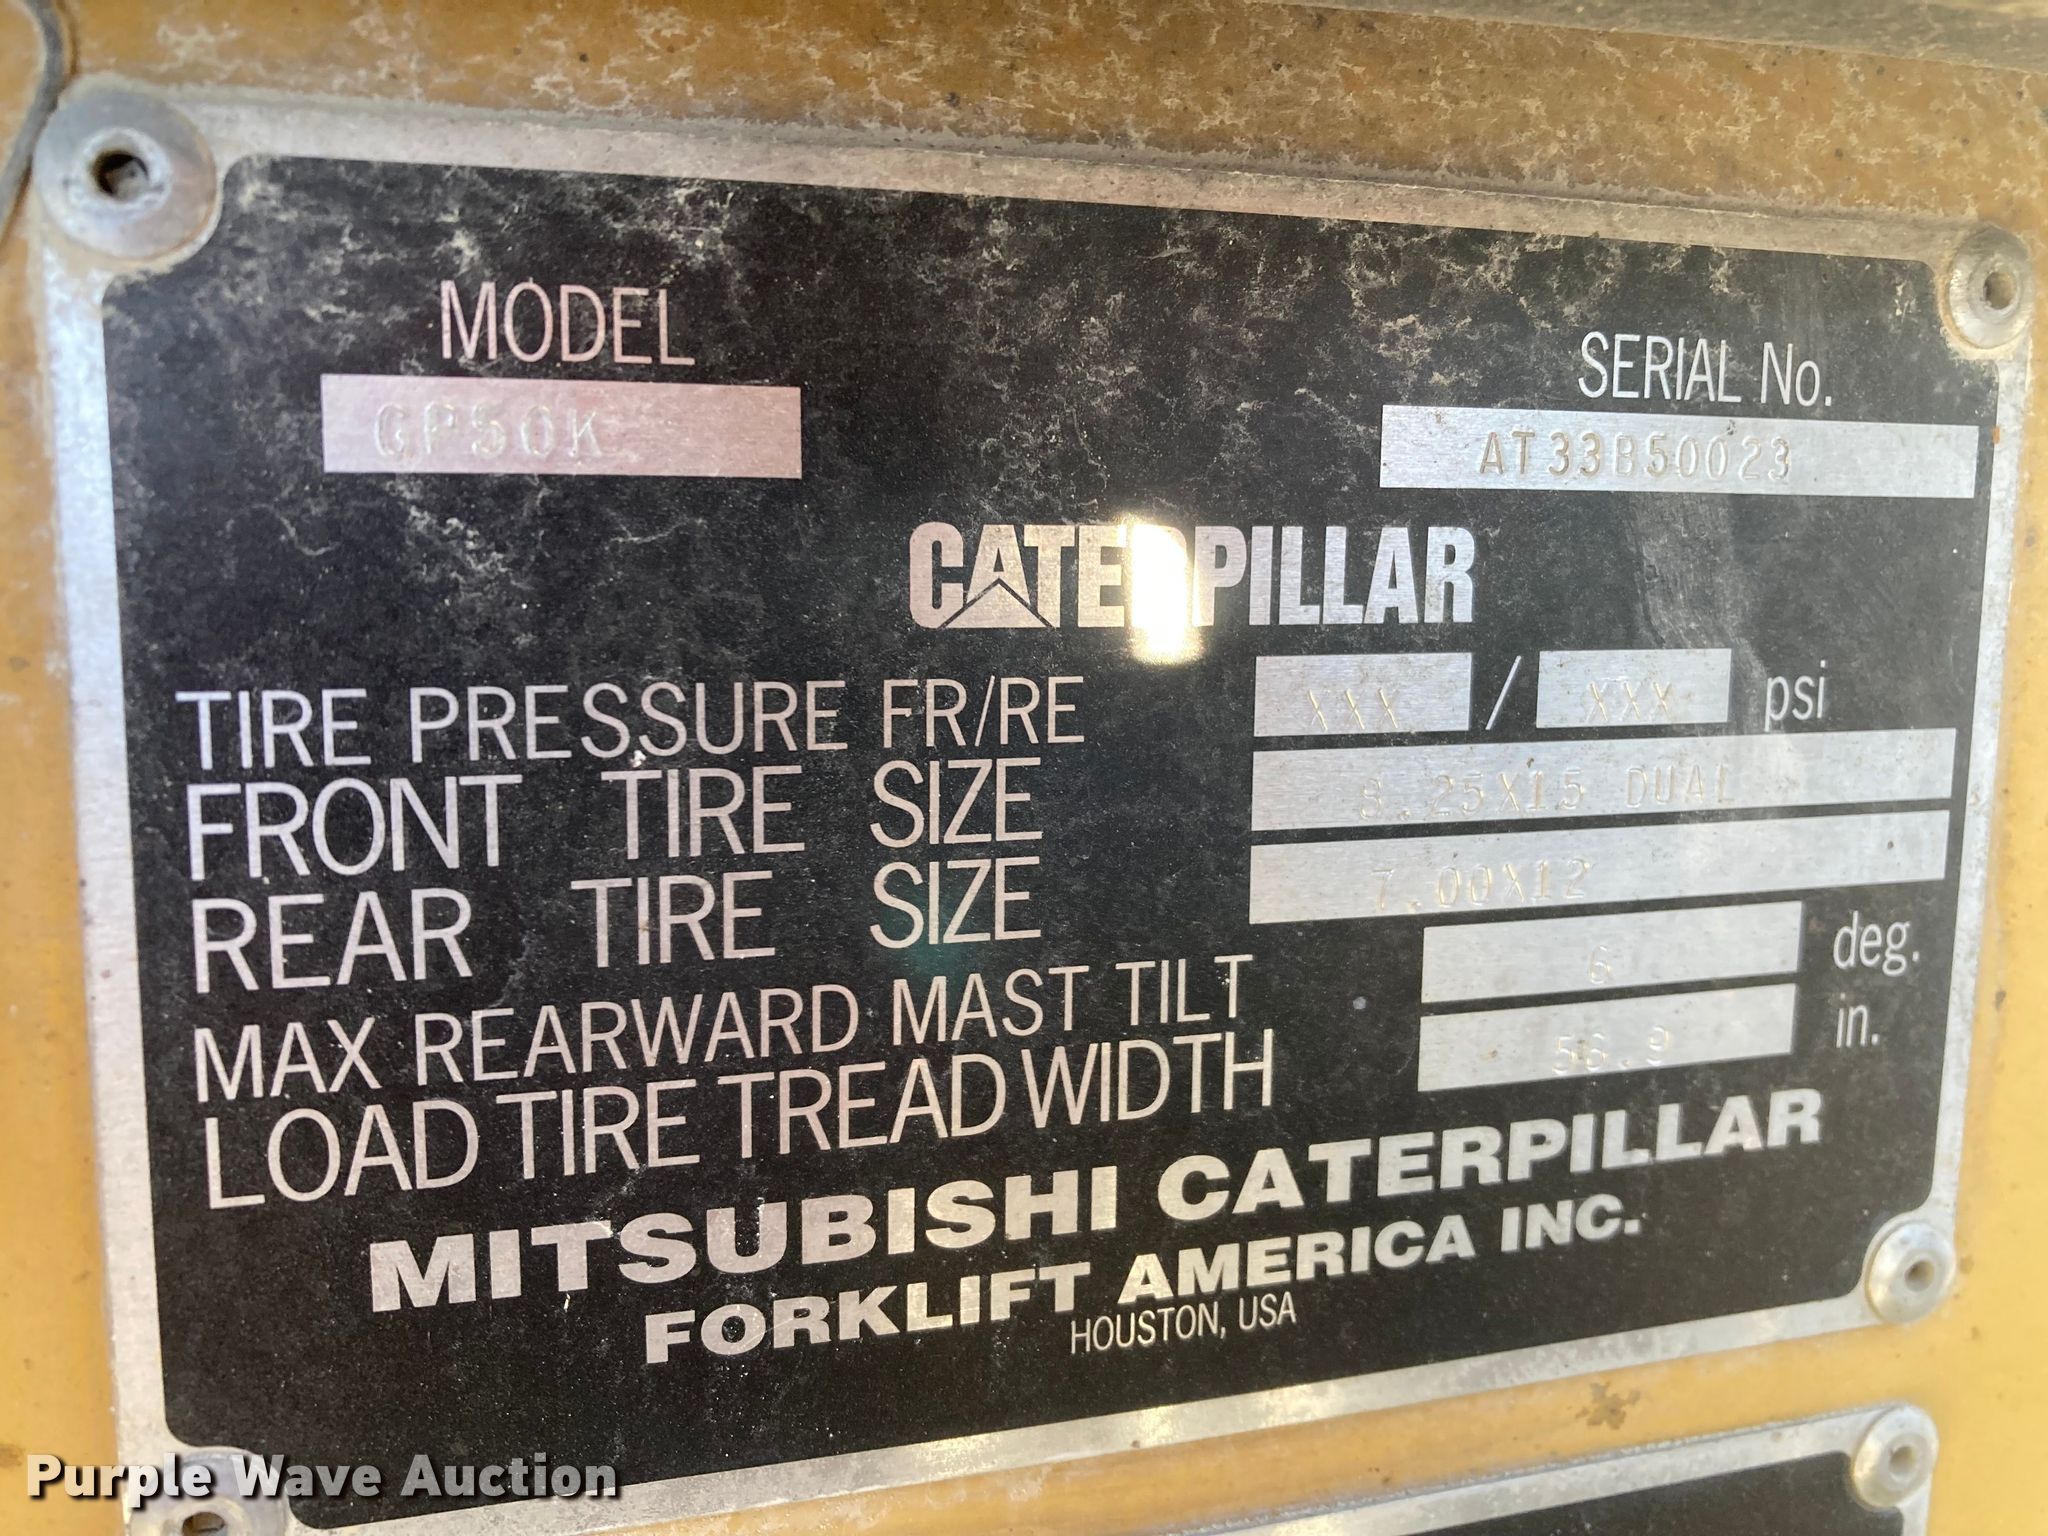 MODEL
GP50K
SERIAL No.
AT33B50023
CATERPILLAR
TIRE PRESSURE FR/RE XXX / XXX psi
FRONT TIRE SIZE 8.25X15 DUAL
REAR TIRE SIZE 7.00X12
MAX REARWARD MAST TILT 6 deg.
LOAD TIRE TREAD WIDTH 56.9 in.
MITSUBISHI CATERPILLAR
FORKLIFT AMERICA INC.
HOUSTON, USA
Purple Wave Auction